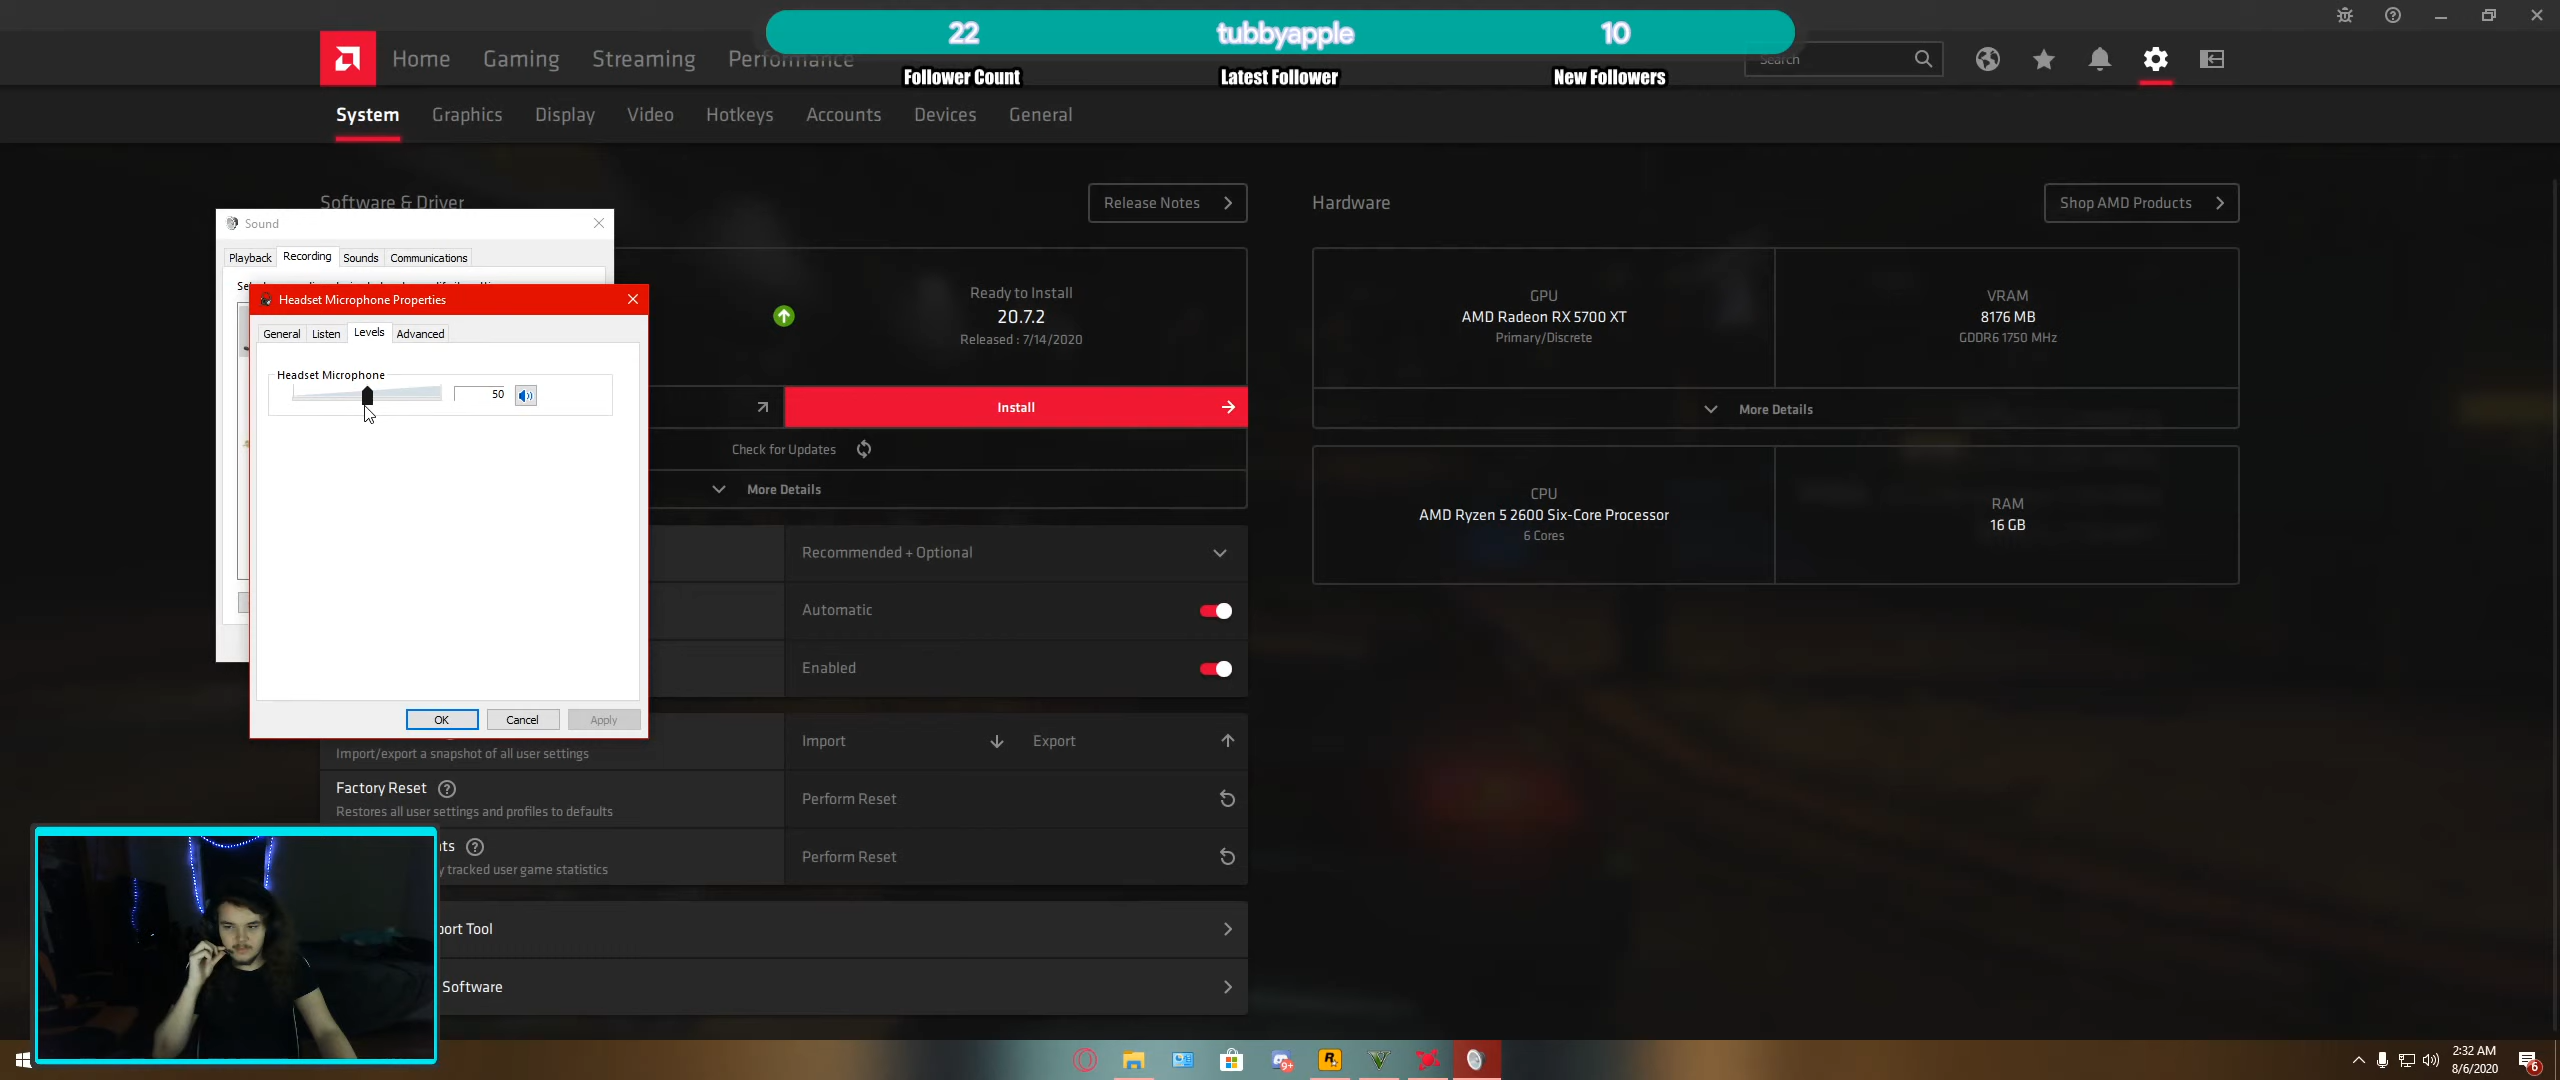 22
tubbyapple
10
Follower Count
Latest Follower
New Followers
Home
Gaming
Streaming
Performance
Search
System
Graphics
Display
Video
Hotkeys
Accounts
Devices
General
Software & Driver
Release Notes
Hardware
Shop AMD Products
Sound
Playback
Recording
Sounds
Communications
Headset Microphone Properties
General
Listen
Levels
Advanced
Headset Microphone
50
OK
Cancel
Apply
Ready to Install
20.7.2
Released : 7/14/2020
Install
Check for Updates
More Details
GPU
AMD Radeon RX 5700 XT
Primary/Discrete
VRAM
8176 MB
GDDR6 1750 MHz
More Details
CPU
AMD Ryzen 5 2600 Six-Core Processor
6 Cores
RAM
16 GB
Recommended + Optional
Automatic
Enabled
Import/export a snapshot of all user settings
Import
Export
Factory Reset
Restores all user settings and profiles to defaults
Perform Reset
tracked user game statistics
Perform Reset
ort Tool
Software
9+
2:32 AM
8/6/2020
6